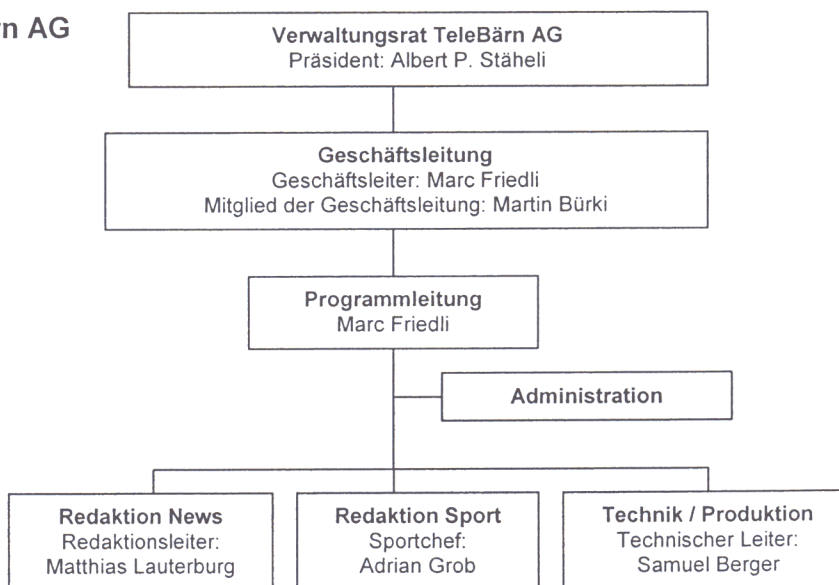 rn AG
Verwaltungsrat TeleBärn AG
Präsident: Albert P. Stäheli
Geschäftsleitung
Geschäftsleiter: Marc Friedli
Mitglied der Geschäftsleitung: Martin Bürki
Programmleitung
Marc Friedli
Administration
Redaktion News
Redaktionsleiter:
Matthias Lauterburg
Redaktion Sport
Sportchef:
Adrian Grob
Technik / Produktion
Technischer Leiter:
Samuel Berger